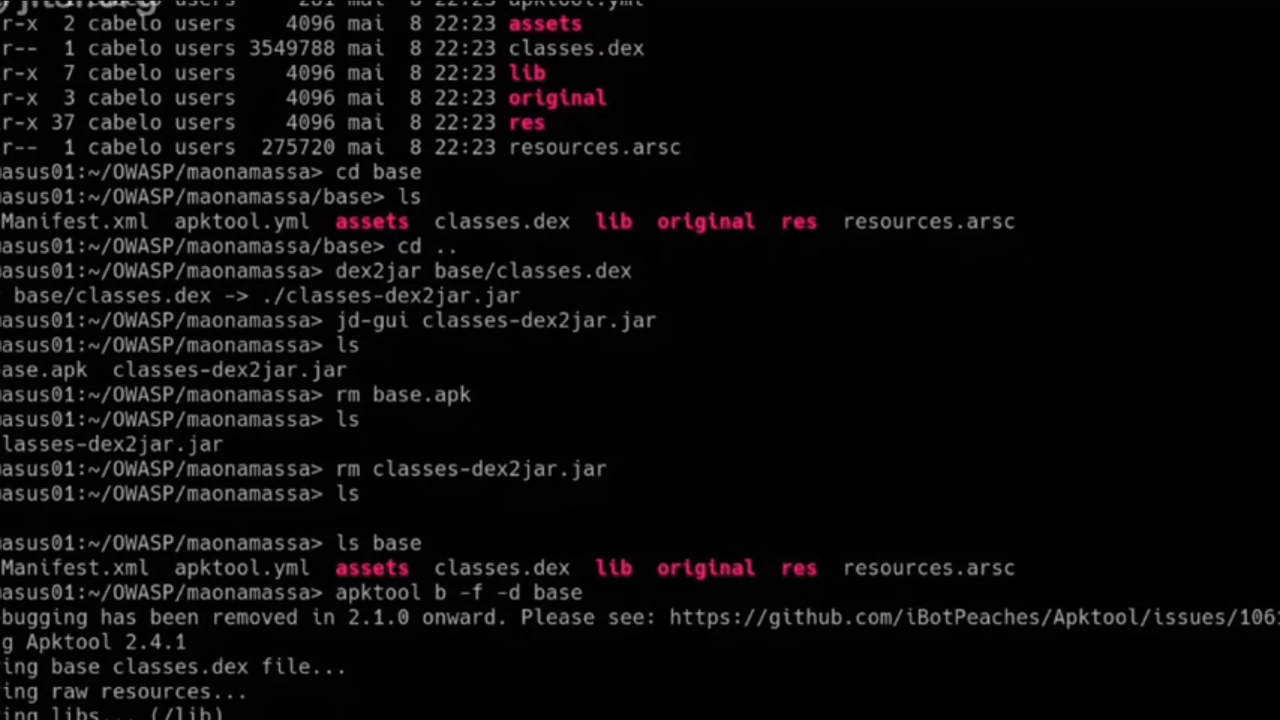 apktool.yml
r-x 2 cabelo users 4096 mai 8 22:23 assets
r-- 1 cabelo users 3549788 mai 8 22:23 classes.dex
r-x 7 cabelo users 4096 mai 8 22:23 lib
r-x 3 cabelo users 4096 mai 8 22:23 original
r-x 37 cabelo users 4096 mai 8 22:23 res
r-- 1 cabelo users 275720 mai 8 22:23 resources.arsc
asus01:~/OWASP/maonamassa> cd base
asus01:~/OWASP/maonamassa/base> ls
Manifest.xml apktool.yml assets classes.dex lib original res resources.arsc
asus01:~/OWASP/maonamassa/base> cd ..
asus01:~/OWASP/maonamassa> dex2jar base/classes.dex
base/classes.dex -> ./classes-dex2jar.jar
asus01:~/OWASP/maonamassa> jd-gui classes-dex2jar.jar
asus01:~/OWASP/maonamassa> ls
ase.apk classes-dex2jar.jar
asus01:~/OWASP/maonamassa> rm base.apk
asus01:~/OWASP/maonamassa> ls
lasses-dex2jar.jar
asus01:~/OWASP/maonamassa> rm classes-dex2jar.jar
asus01:~/OWASP/maonamassa> ls
asus01:~/OWASP/maonamassa> ls base
Manifest.xml apktool.yml assets classes.dex lib original res resources.arsc
asus01:~/OWASP/maonamassa> apktool b -f -d base
bugging has been removed in 2.1.0 onward. Please see: https://github.com/iBotPeaches/Apktool/issues/106
g Apktool 2.4.1
ing base classes.dex file...
ing raw resources...
ing libs... (/lib)